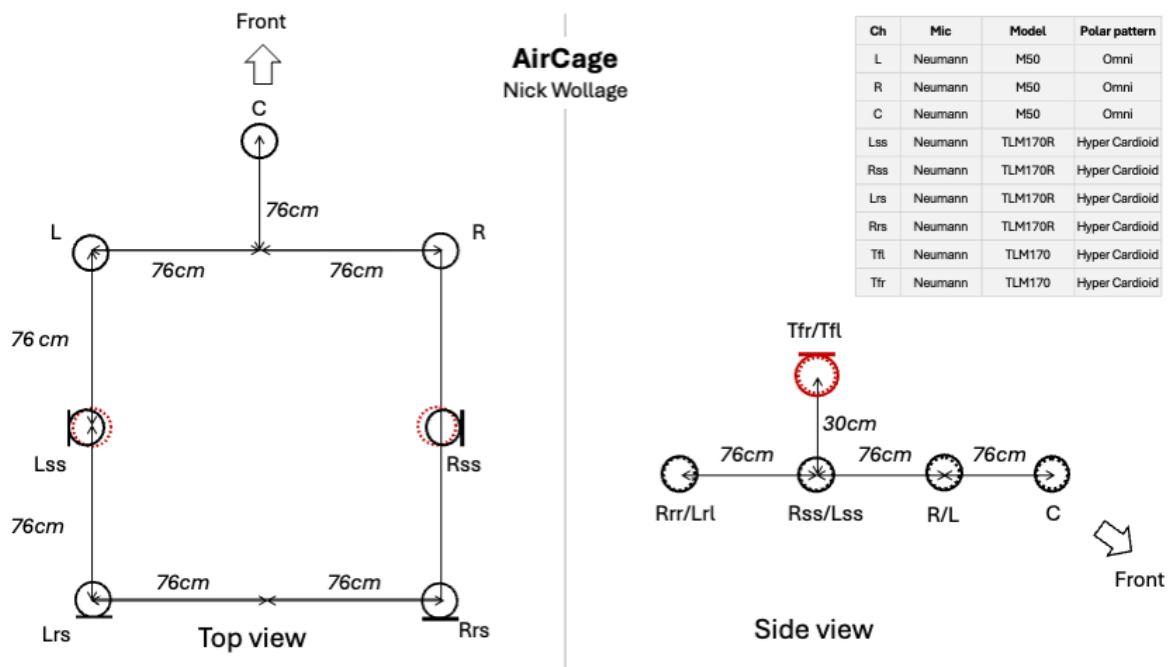 Front
AirCage
Nick Wollage
C
76cm
L
R
76cm
76cm
76 cm
Lss
Rss
76cm
76cm
76cm
Lrs
Rrs
Top view
Ch Mic Model Polar pattern
L Neumann M50 Omni
R Neumann M50 Omni
C Neumann M50 Omni
Lss Neumann TLM170R Hyper Cardioid
Rss Neumann TLM170R Hyper Cardioid
Lrs Neumann TLM170R Hyper Cardioid
Rrs Neumann TLM170R Hyper Cardioid
Tfl Neumann TLM170 Hyper Cardioid
Tfr Neumann TLM170 Hyper Cardioid
Tfr/Tfl
30cm
76cm
76cm
76cm
Rrr/Lrl
Rss/Lss
R/L
C
Front
Side view